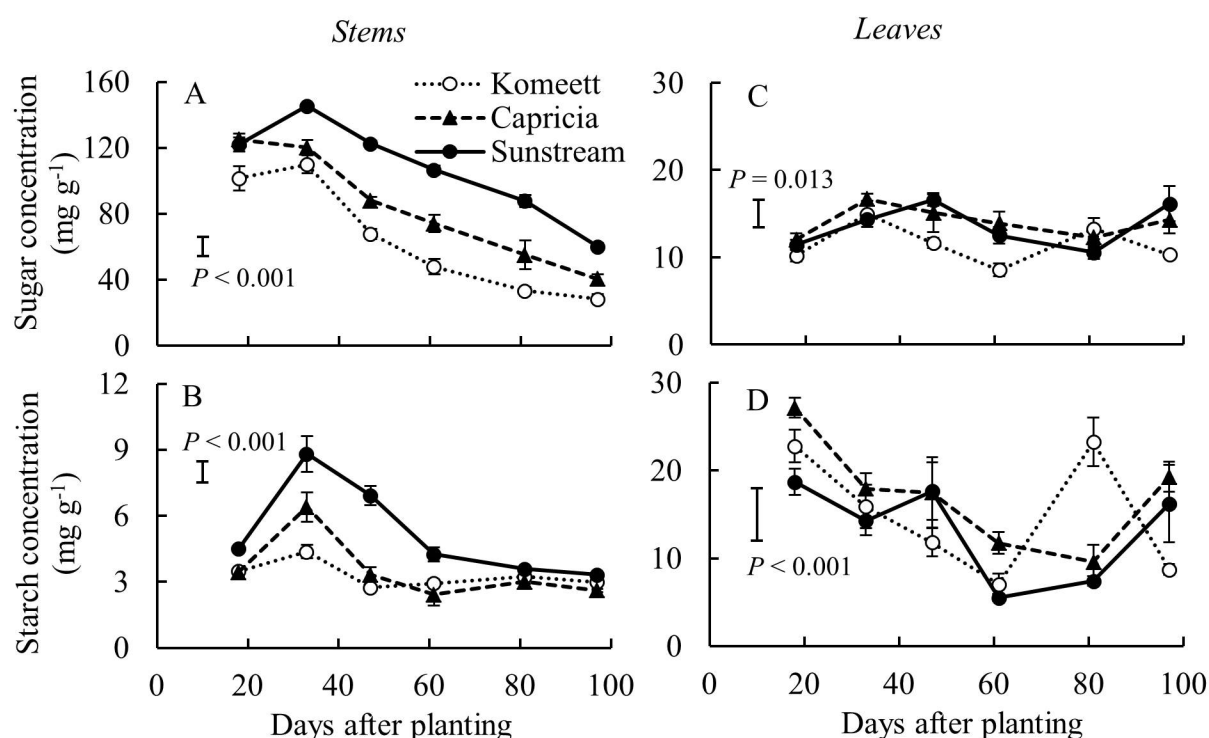 Stems
Leaves
Sugar concentration
(mg g⁻¹)
160
120
80
40
0
A
Komeett
Capricia
Sunstream
P < 0.001
30
20
10
0
C
P = 0.013
Starch concentration
(mg g⁻¹)
12
9
6
3
0
B
P < 0.001
30
20
10
0
D
P < 0.001
0 20 40 60 80 100
0 20 40 60 80 100
Days after planting
Days after planting